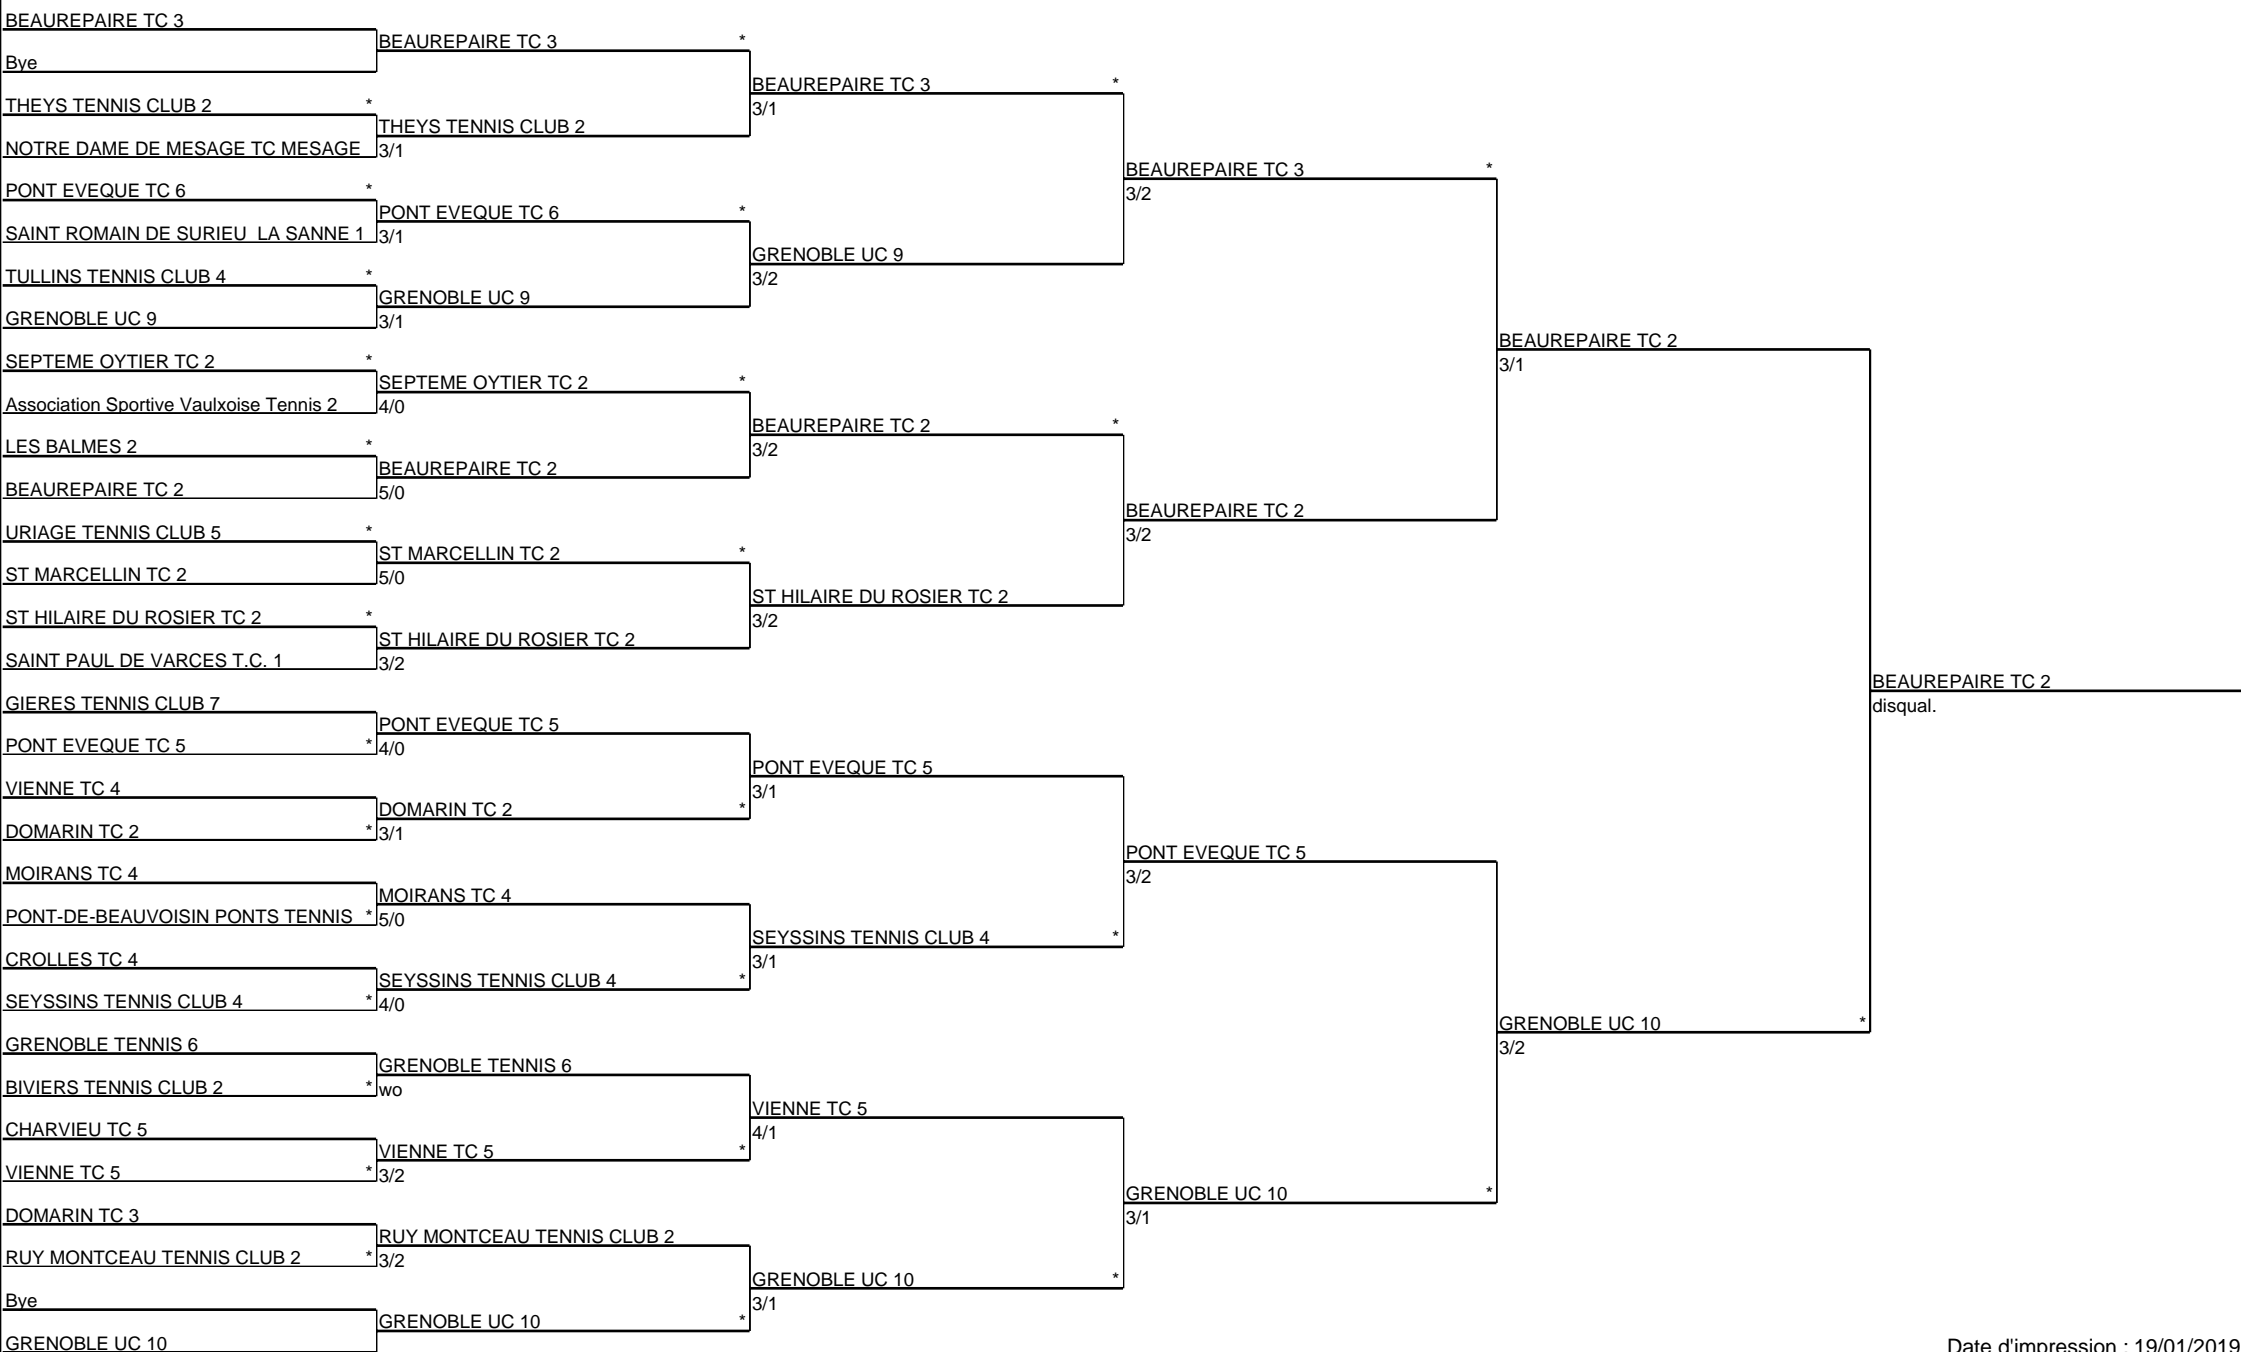 BEAUREPAIRE TC 3
BEAUREPAIRE TC 3 *
Bye
BEAUREPAIRE TC 3 *
3/1
THEYS TENNIS CLUB 2 *
THEYS TENNIS CLUB 2
NOTRE DAME DE MESAGE TC MESAGE 3/1
BEAUREPAIRE TC 3 *
3/2
PONT EVEQUE TC 6 *
PONT EVEQUE TC 6 *
SAINT ROMAIN DE SURIEU  LA SANNE 1 3/1
GRENOBLE UC 9
3/2
TULLINS TENNIS CLUB 4 *
GRENOBLE UC 9
GRENOBLE UC 9 3/1
BEAUREPAIRE TC 2
3/1
SEPTEME OYTIER TC 2 *
SEPTEME OYTIER TC 2 *
Association Sportive Vaulxoise Tennis 2 4/0
BEAUREPAIRE TC 2 *
3/2
LES BALMES 2 *
BEAUREPAIRE TC 2
BEAUREPAIRE TC 2 5/0
BEAUREPAIRE TC 2
3/2
URIAGE TENNIS CLUB 5 *
ST MARCELLIN TC 2 *
ST MARCELLIN TC 2 5/0
ST HILAIRE DU ROSIER TC 2
3/2
ST HILAIRE DU ROSIER TC 2 *
ST HILAIRE DU ROSIER TC 2
SAINT PAUL DE VARCES T.C. 1 3/2
BEAUREPAIRE TC 2
disqual.
GIERES TENNIS CLUB 7
PONT EVEQUE TC 5
PONT EVEQUE TC 5 * 4/0
PONT EVEQUE TC 5
3/1
VIENNE TC 4
DOMARIN TC 2 *
DOMARIN TC 2 * 3/1
PONT EVEQUE TC 5
3/2
MOIRANS TC 4
MOIRANS TC 4
PONT-DE-BEAUVOISIN PONTS TENNIS * 5/0
SEYSSINS TENNIS CLUB 4 *
3/1
CROLLES TC 4
SEYSSINS TENNIS CLUB 4 *
SEYSSINS TENNIS CLUB 4 * 4/0
GRENOBLE UC 10 *
3/2
GRENOBLE TENNIS 6
GRENOBLE TENNIS 6
BIVIERS TENNIS CLUB 2 * wo
VIENNE TC 5
4/1
CHARVIEU TC 5
VIENNE TC 5 *
VIENNE TC 5 * 3/2
GRENOBLE UC 10 *
3/1
DOMARIN TC 3
RUY MONTCEAU TENNIS CLUB 2
RUY MONTCEAU TENNIS CLUB 2 * 3/2
GRENOBLE UC 10 *
3/1
Bye
GRENOBLE UC 10 *
GRENOBLE UC 10
Date d'impression : 19/01/2019